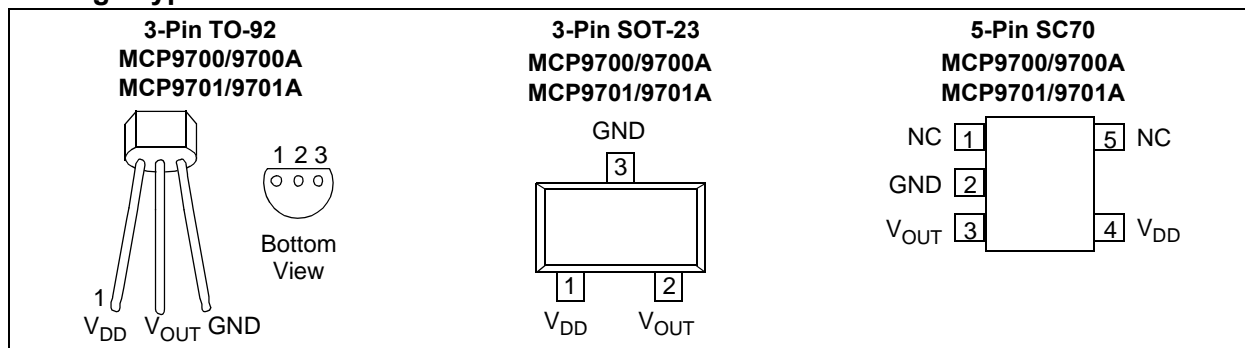 3-Pin TO-92
MCP9700/9700A
MCP9701/9701A
1 2 3
Bottom
View
1
VDD VOUT GND
3-Pin SOT-23
MCP9700/9700A
MCP9701/9701A
GND
3
1 2
VDD VOUT
5-Pin SC70
MCP9700/9700A
MCP9701/9701A
NC 1 5 NC
GND 2
VOUT 3 4 VDD